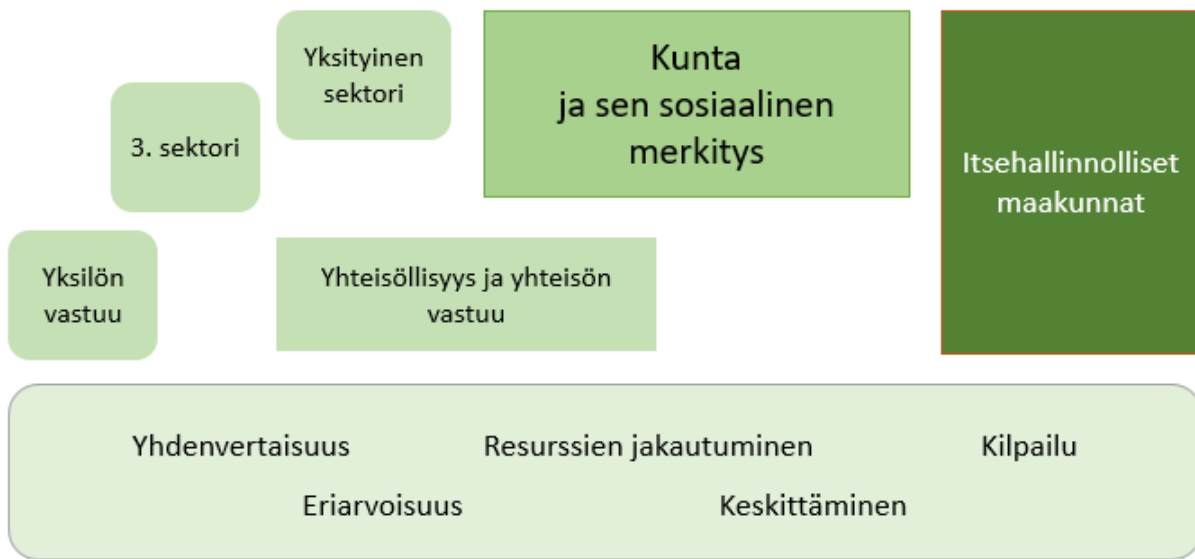 Yksityinen
sektori
Kunta
ja sen sosiaalinen
merkitys
3. sektori
Itsehallinnolliset
maakunnat
Yksilön
vastuu
Yhteisöllisyys ja yhteisön
vastuu
Yhdenvertaisuus
Resurssien jakautuminen
Kilpailu
Eriarvoisuus
Keskittäminen